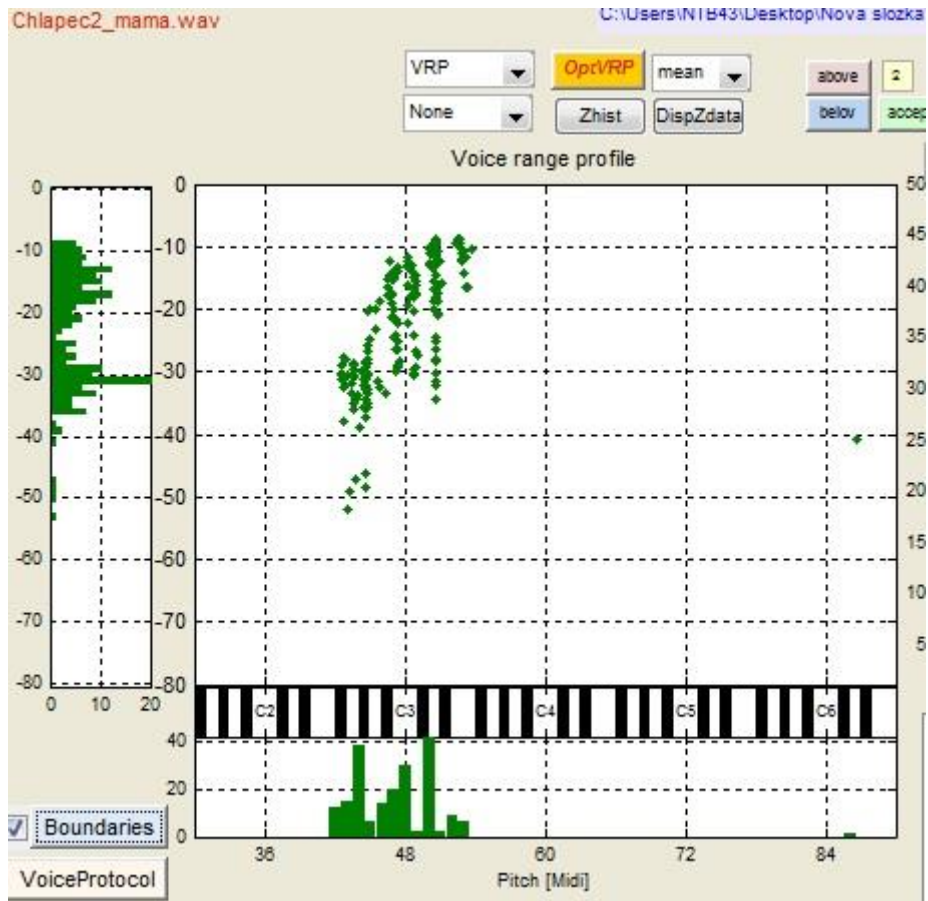 Chlapec2_mama.wav
C:\Users\NTB43\Desktop\Nova slozka
VRP OptVRP mean above 2
None Zhist DispZdata belov accep
Voice range profile
0 0 50
-10 -10 45
-20 -20 40
-30 -30 35
-40 -40 30
-50 -50 25
-60 -60 20
-70 -70 15
-80 -80 10
5
0 10 20
C2 C3 C4 C5 C6
40
20
0
36 48 60 72 84
Pitch [Midi]
Boundaries
VoiceProtocol